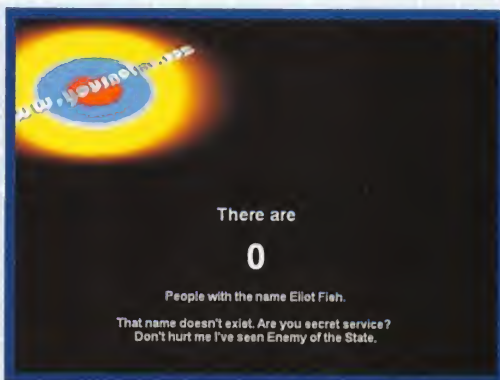 There are
0
People with the name Eliot Fish.
That name doesn't exist. Are you secret service?
Don't hurt me I've seen Enemy of the State.